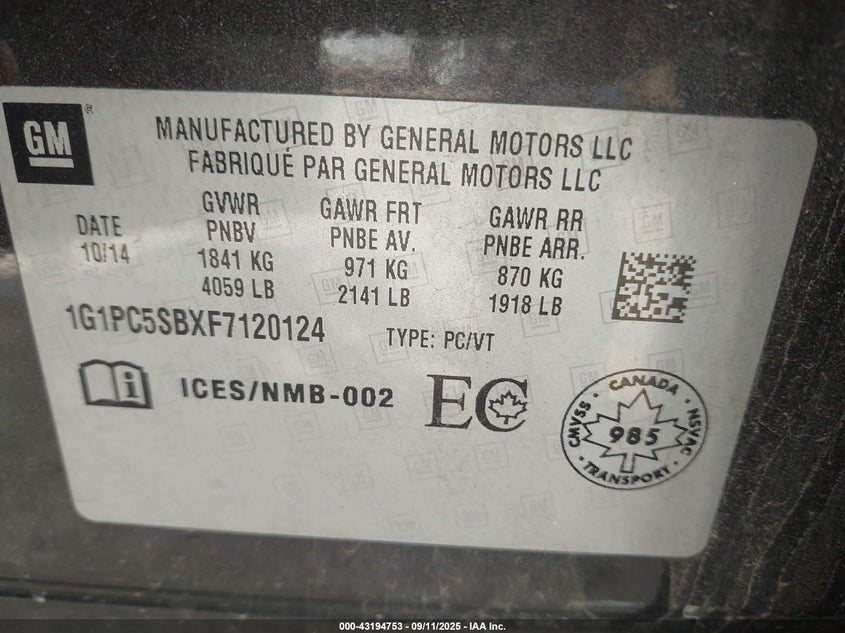 GM
MANUFACTURED BY GENERAL MOTORS LLC
FABRIQUÉ PAR GENERAL MOTORS LLC
DATE
10/14
GVWR
PNBV
1841 KG
4059 LB
GAWR FRT
PNBE AV.
971 KG
2141 LB
GAWR RR
PNBE ARR.
870 KG
1918 LB
1G1PC5SBXF7120124
TYPE: PC/VT
ICES/NMB-002
EC
CANADA
CMVSS
985
NSVAC
TRANSPORT
000-43194753 - 09/11/2025 - IAA Inc.